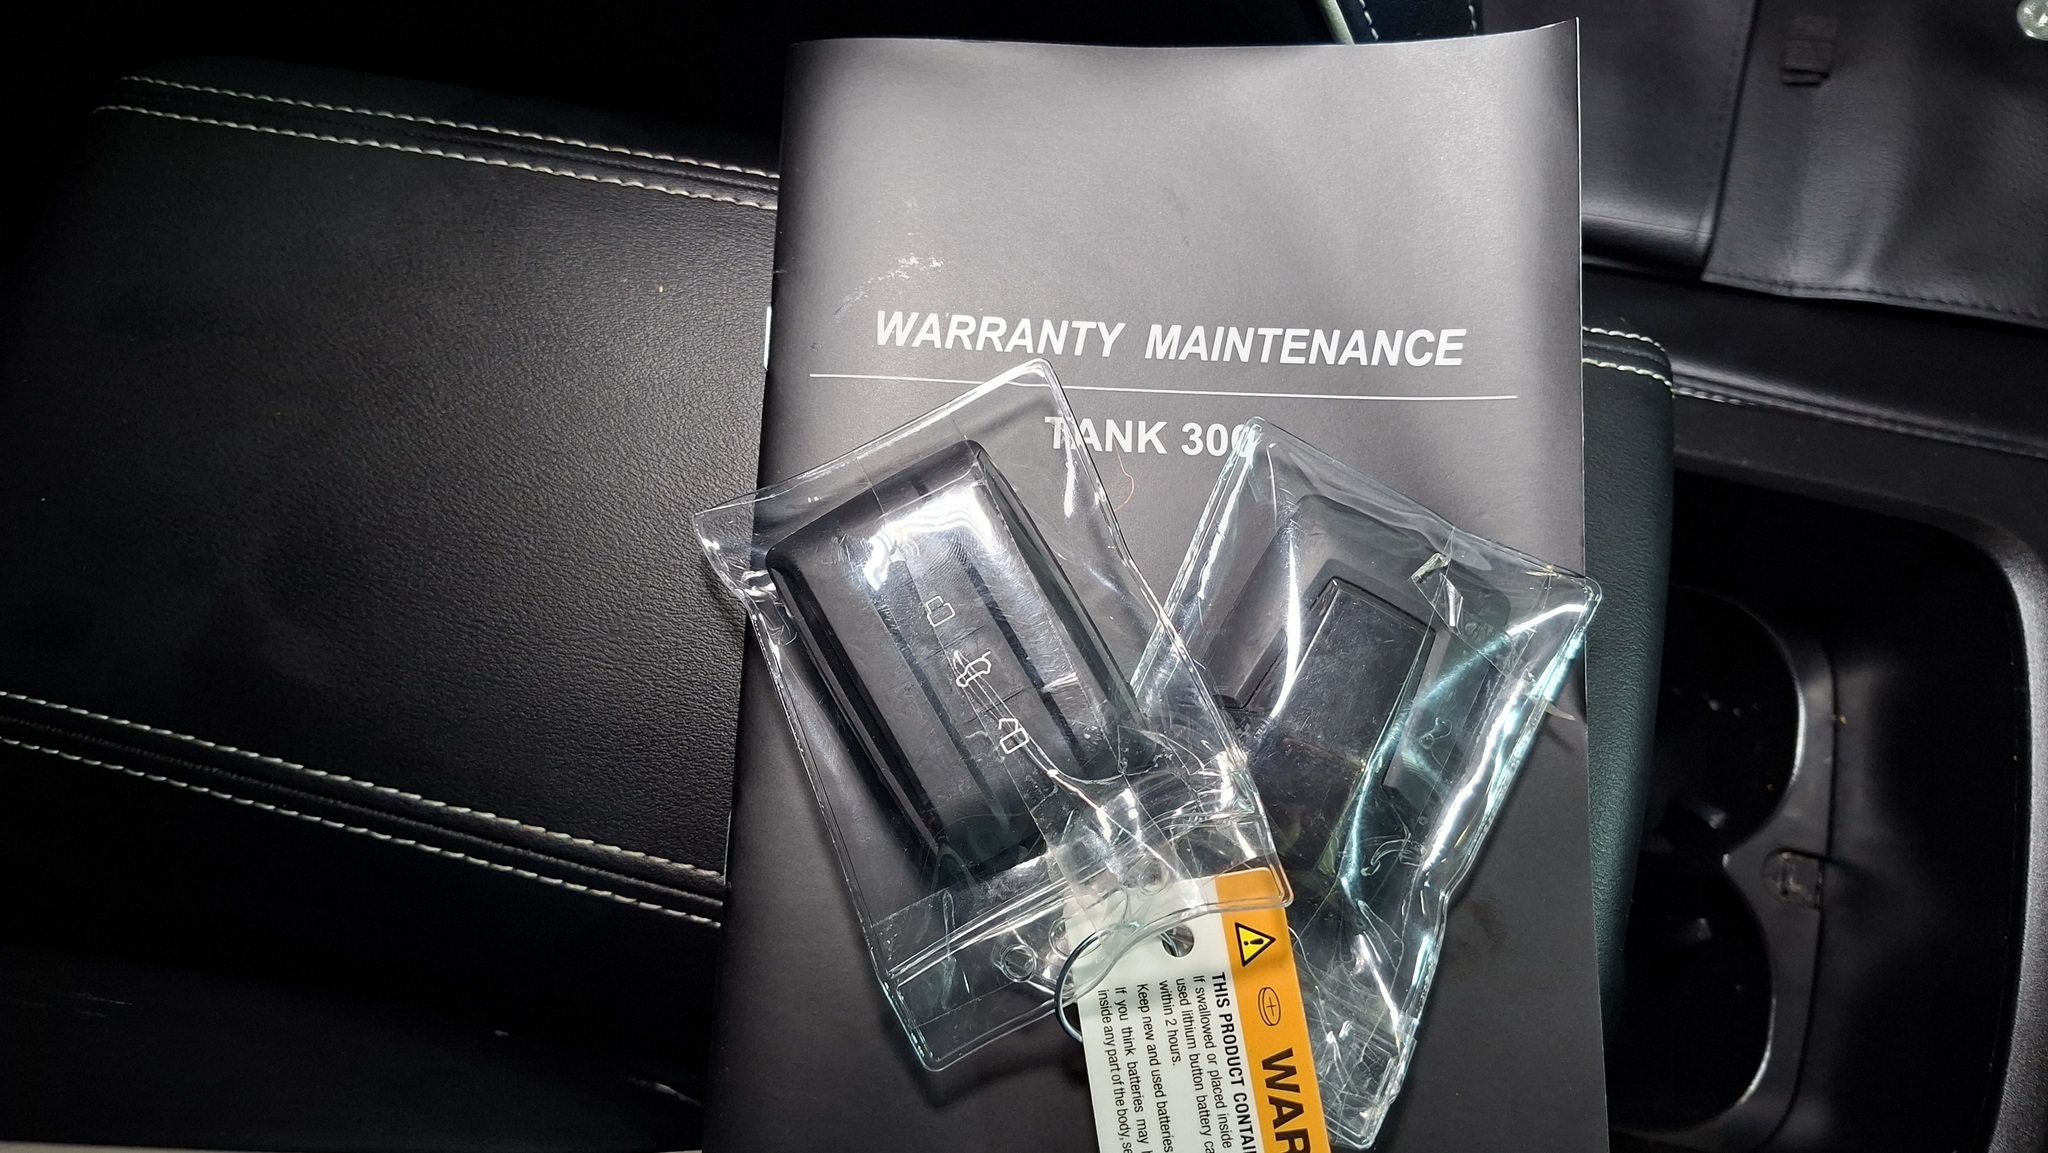 WARRANTY MAINTENANCE
TANK 300
WAR
THIS PRODUCT CONTAI
If swallowed or placed inside
used lithium button battery ca
within 2 hours.
Keep new and used batteries
If you think batteries may
inside any part of the body, se